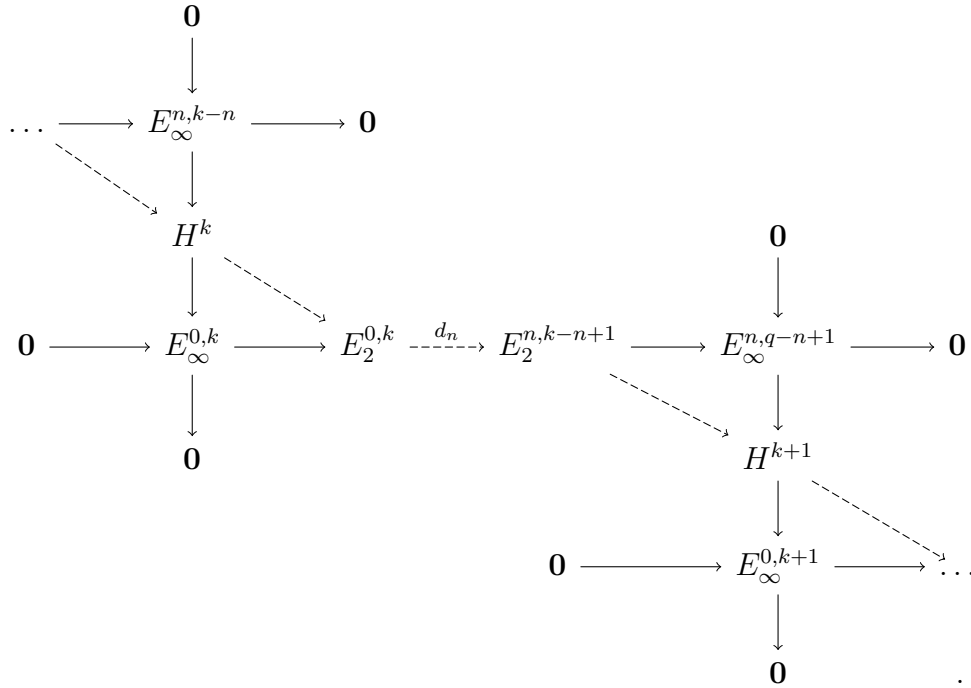 0
… E_∞^{n,k−n} 0
H^k 0
0 E_∞^{0,k} E_2^{0,k} d_n E_2^{n,k−n+1} E_∞^{n,q−n+1} 0
0 H^{k+1}
0 E_∞^{0,k+1} …
0 .